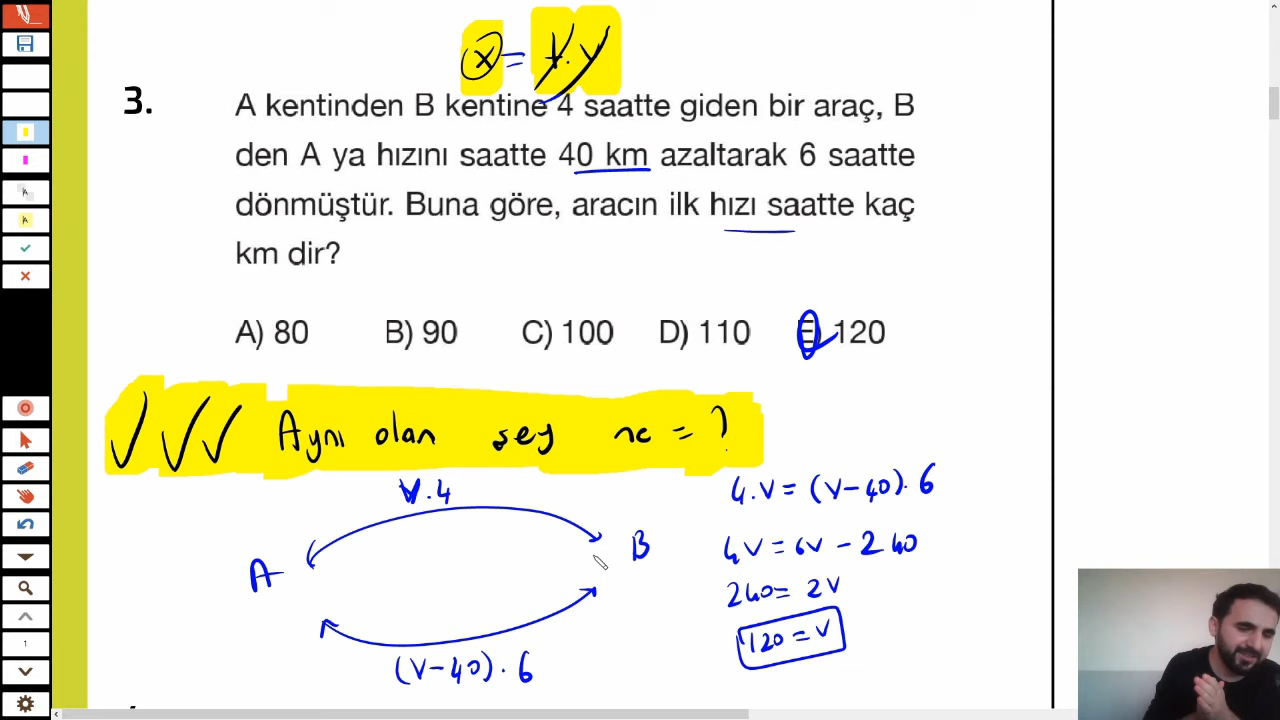 x = t.v
3. A kentinden B kentine 4 saatte giden bir araç, B
den A ya hızını saatte 40 km azaltarak 6 saatte
dönmüştür. Buna göre, aracın ilk hızı saatte kaç
km dir?
A) 80 B) 90 C) 100 D) 110 E) 120
Aynı olan şey ne = ?
V.4
A
B
(V-40).6
4.V = (V-40).6
4V = 6V - 240
240 = 2V
120 = V
1